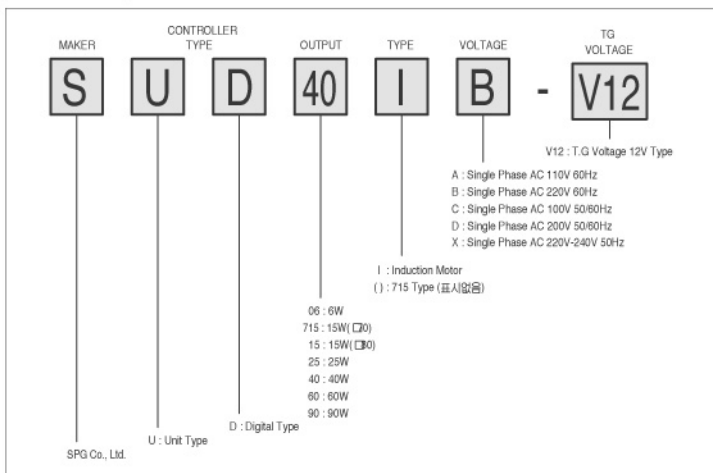 MAKER
CONTROLLER
TYPE
OUTPUT
TYPE
VOLTAGE
TG
VOLTAGE
S U D 40 I B - V12
V12 : T.G Voltage 12V Type
A : Single Phase AC 110V 60Hz
B : Single Phase AC 220V 60Hz
C : Single Phase AC 100V 50/60Hz
D : Single Phase AC 200V 50/60Hz
X : Single Phase AC 220V-240V 50Hz
I : Induction Motor
( ) : 715 Type (표시없음)
06 : 6W
715 : 15W(□70)
15 : 15W(□80)
25 : 25W
40 : 40W
60 : 60W
90 : 90W
D : Digital Type
U : Unit Type
SPG Co., Ltd.